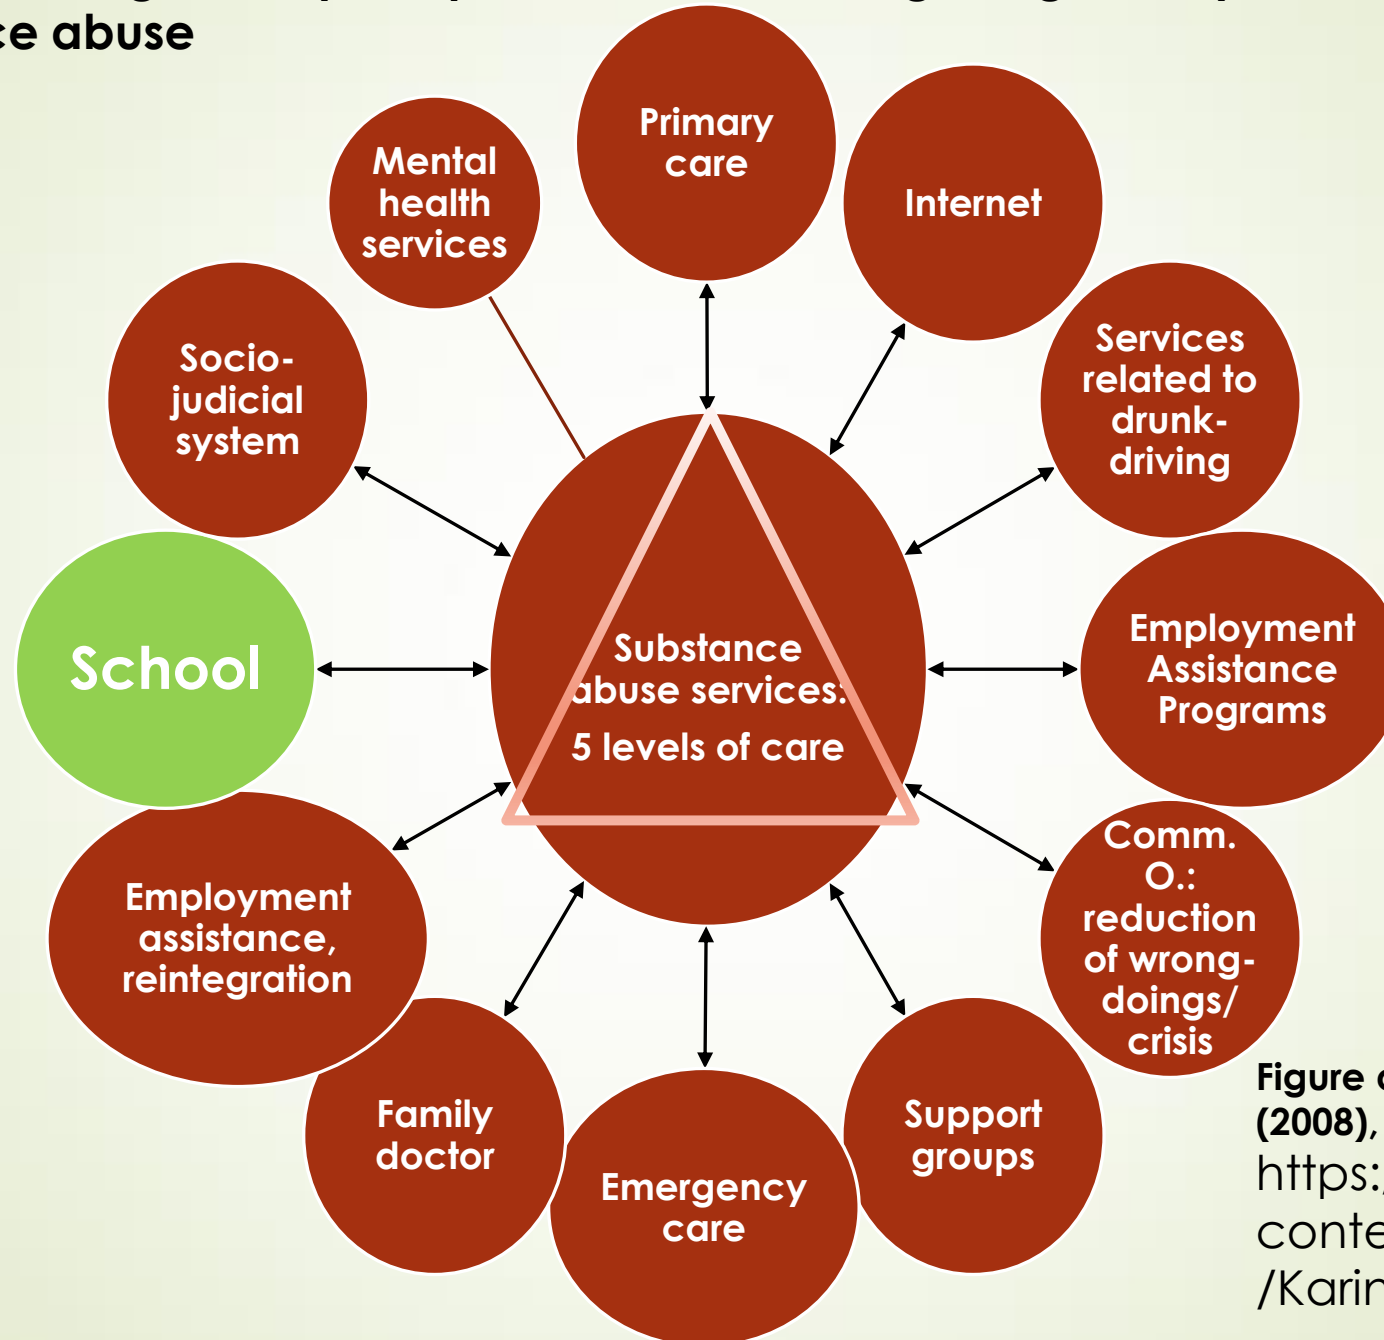 ce abuse
Primary
care
Internet
Services
related to
drunk-
driving
Employment
Assistance
Programs
Comm.
O.:
reduction
of wrong-
doings/
crisis
Support
groups
Emergency
care
Family
doctor
Employment
assistance,
reintegration
School
Socio-
judicial
system
Mental
health
services
Substance
abuse services:
5 levels of care
Figure
(2008),
https:/
conte
/Karin